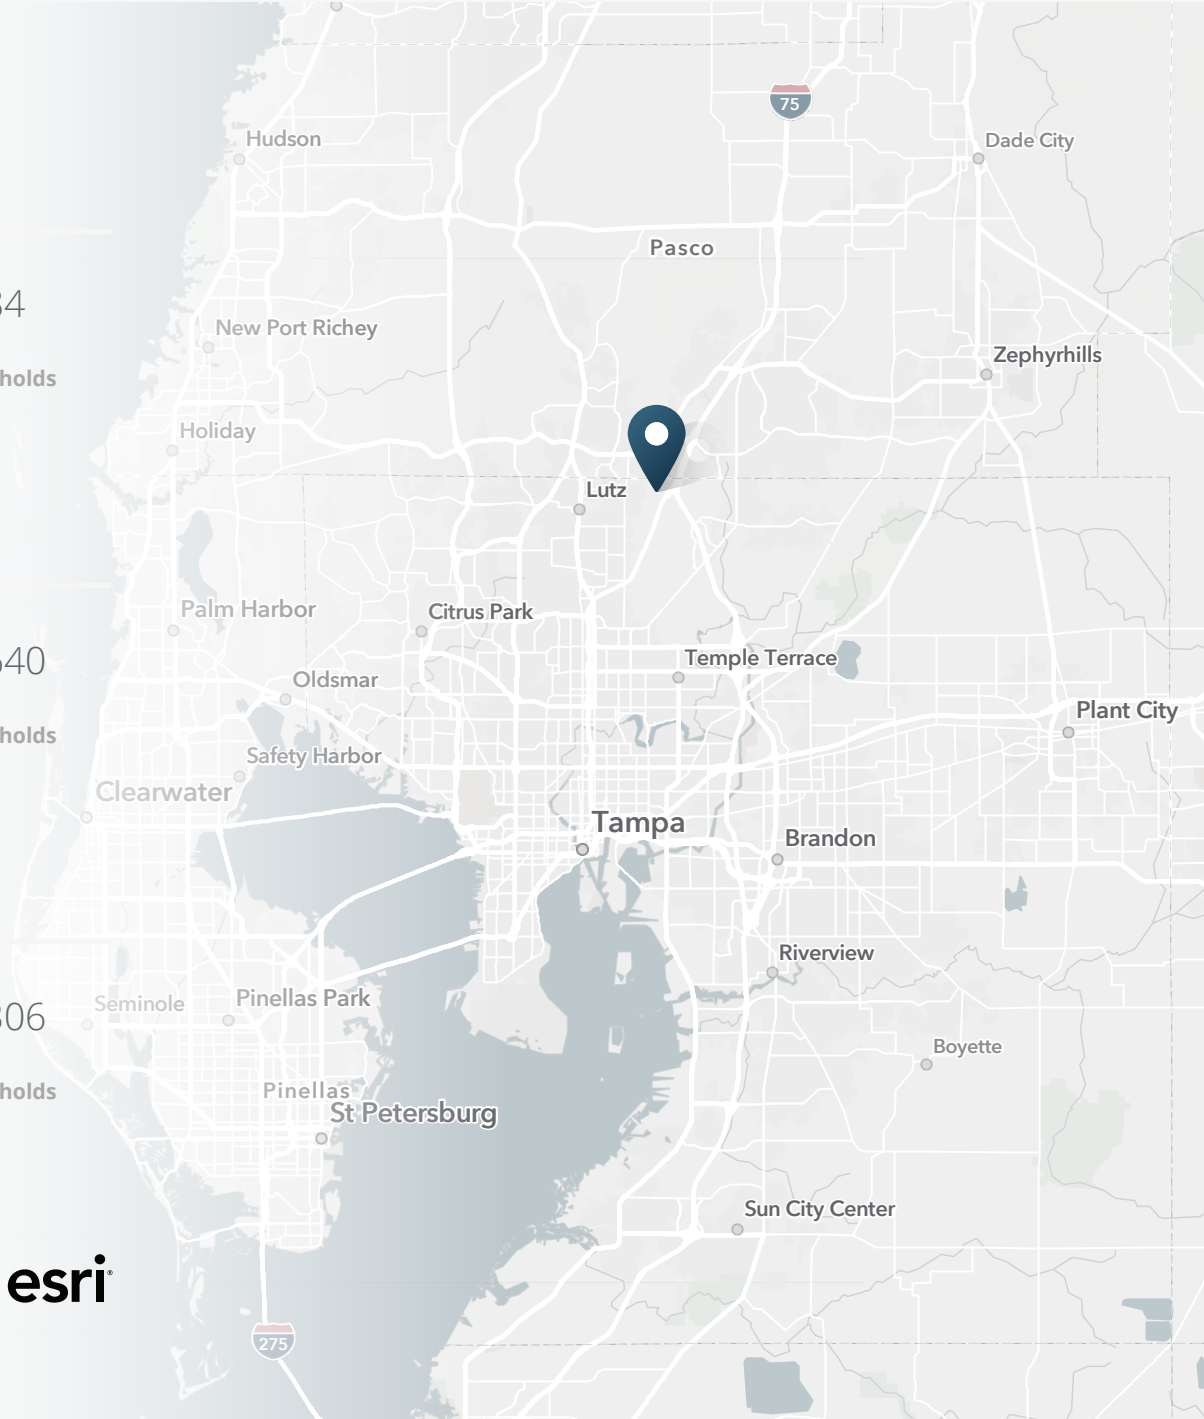 75
Hudson
Dade City
Pasco
34
New Port Richey
Zephyrhills
holds
Holiday
Lutz
Palm Harbor
Citrus Park
Temple Terrace
640
Oldsmar
Plant City
holds
Safety Harbor
Clearwater
Tampa
Brandon
Riverview
Seminole
Pinellas Park
306
Boyette
holds
Pinellas
St Petersburg
Sun City Center
esri
275